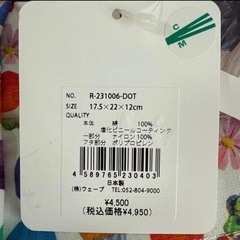 C
M
NO. R-231006-DOT
SIZE 17.5×22×12cm
QUALITY
本体 綿 100%
塩化ビニールコーティング
一部分 ナイロン 100%
フタ部分 ポリプロピレン
4 589765 230403
日本製
(株)ウェーブ TEL:052-804-9000
¥4,500
(税込価格¥4,950)